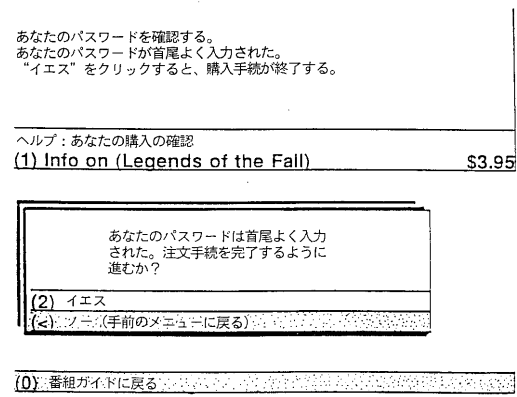 あなたのパスワードを確認する。
あなたのパスワードが首尾よく入力された。
“イエス”をクリックすると、購入手続が終了する。
ヘルプ：あなたの購入の確認
(1) Info on (Legends of the Fall) $3.95
あなたのパスワードは首尾よく入力
された。注文手続を完了するように
進むか？
(2) イエス
(<) ノー（手前のメニューに戻る）
(0) 番組ガイドに戻る